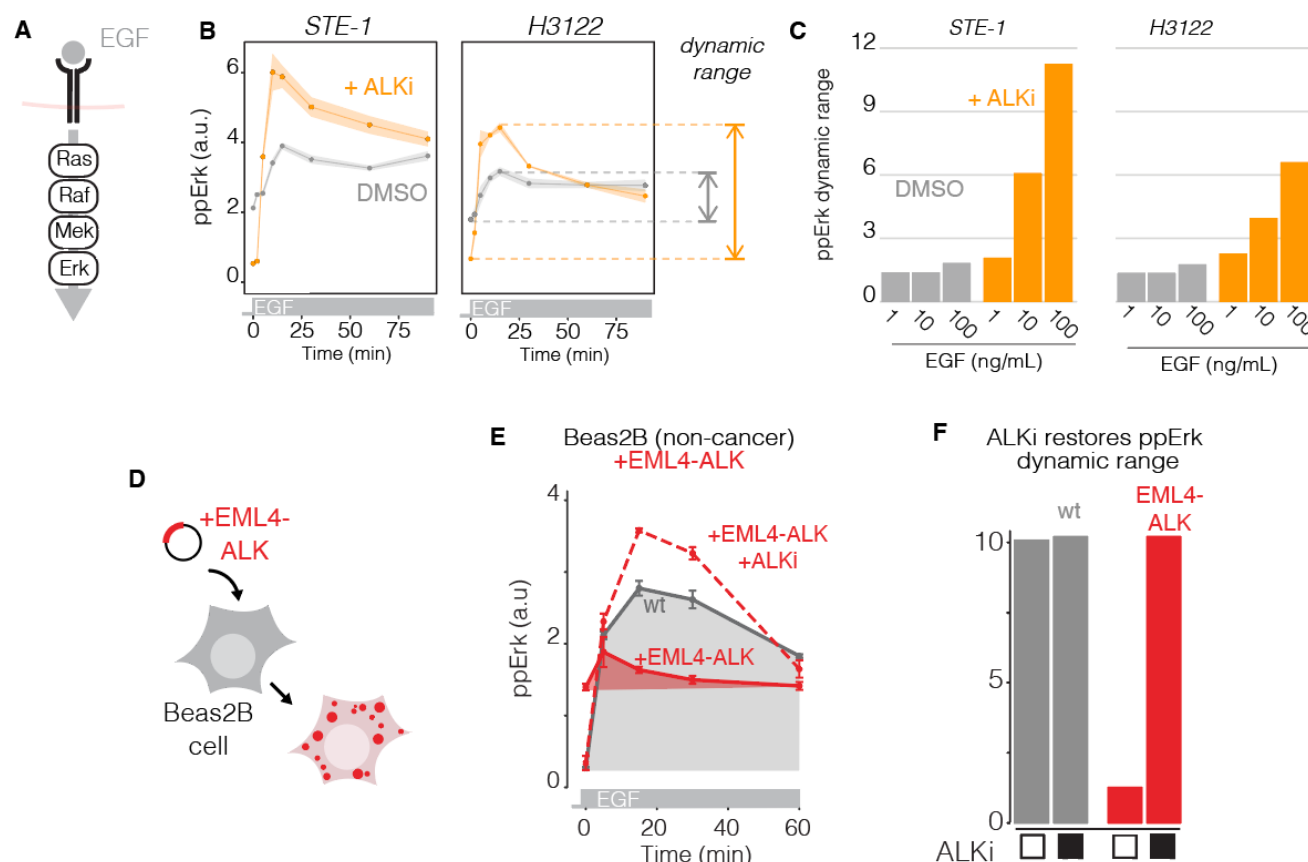 A
EGF
Ras
Raf
Mek
Erk
B
STE-1
H3122
dynamic
range
ppErk (a.u.)
6
4
2
0
+ ALKi
DMSO
EGF
EGF
0 25 50 75
0 25 50 75
Time (min)
Time (min)
C
STE-1
H3122
ppErk dynamic range
12
9
6
3
0
+ ALKi
DMSO
1 10 100 1 10 100
1 10 100 1 10 100
EGF (ng/mL)
EGF (ng/mL)
D
+EML4-
ALK
Beas2B
cell
E
Beas2B (non-cancer)
+EML4-ALK
ppErk (a.u)
4
2
0
+EML4-ALK
+ALKi
wt
+EML4-ALK
EGF
0 20 40 60
Time (min)
F
ALKi restores ppErk
dynamic range
wt
EML4-
ALK
10
5
0
ALKi